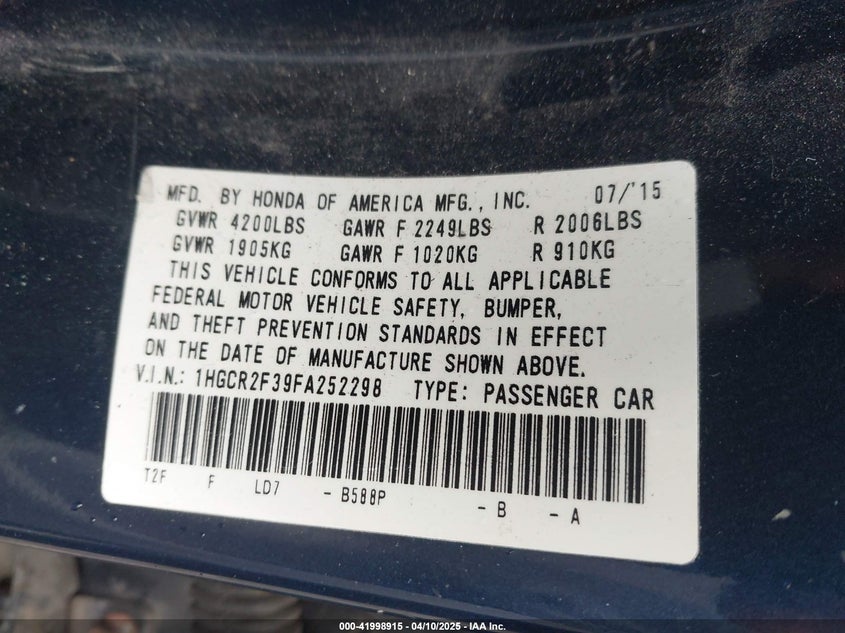 MFD. BY HONDA OF AMERICA MFG., INC. 07/'15
GVWR 4200LBS GAWR F 2249LBS R 2006LBS
GVWR 1905KG GAWR F 1020KG R 910KG
THIS VEHICLE CONFORMS TO ALL APPLICABLE
FEDERAL MOTOR VEHICLE SAFETY, BUMPER,
AND THEFT PREVENTION STANDARDS IN EFFECT
ON THE DATE OF MANUFACTURE SHOWN ABOVE.
V.I.N.: 1HGCR2F39FA252298 TYPE: PASSENGER CAR
T2F F LD7 - B588P - B - A
000-41998915 - 04/10/2025 - IAA Inc.